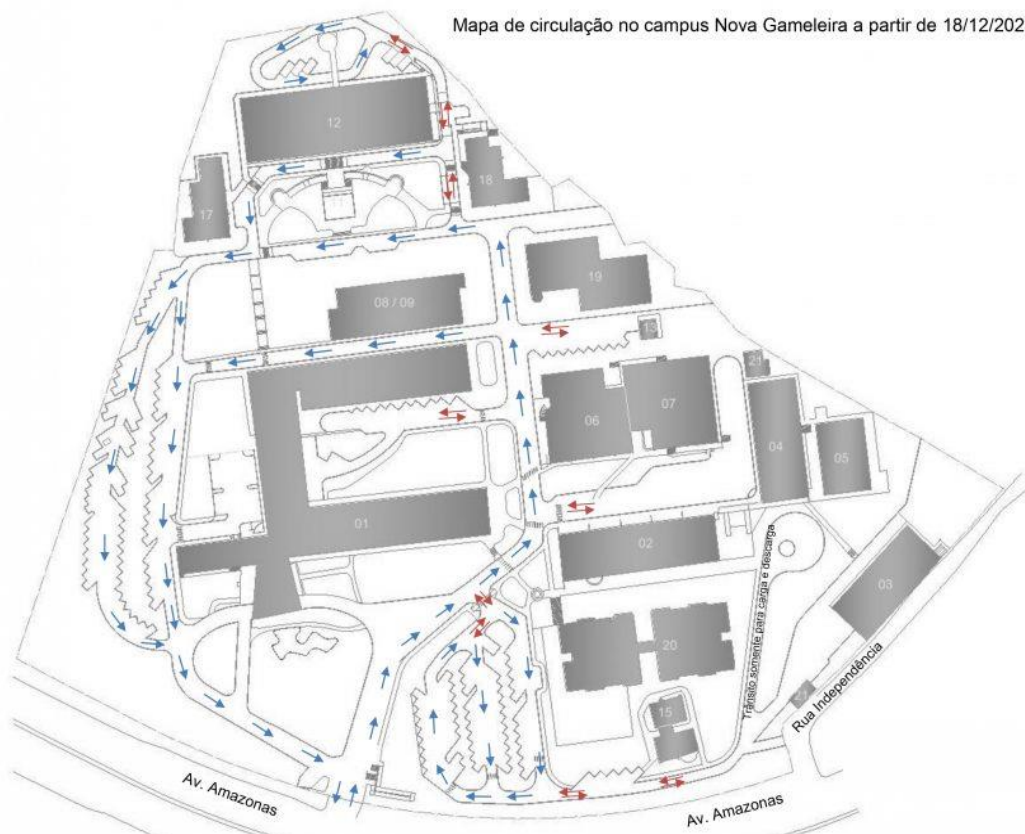 Mapa de circulação no campus Nova Gameleira a partir de 18/12/202
12
18
17
19
08 / 09
13
21
07
06
04
05
01
02
03
20
Trânsito somente para carga e descarga
21
Rua Independência
15
Av. Amazonas
Av. Amazonas